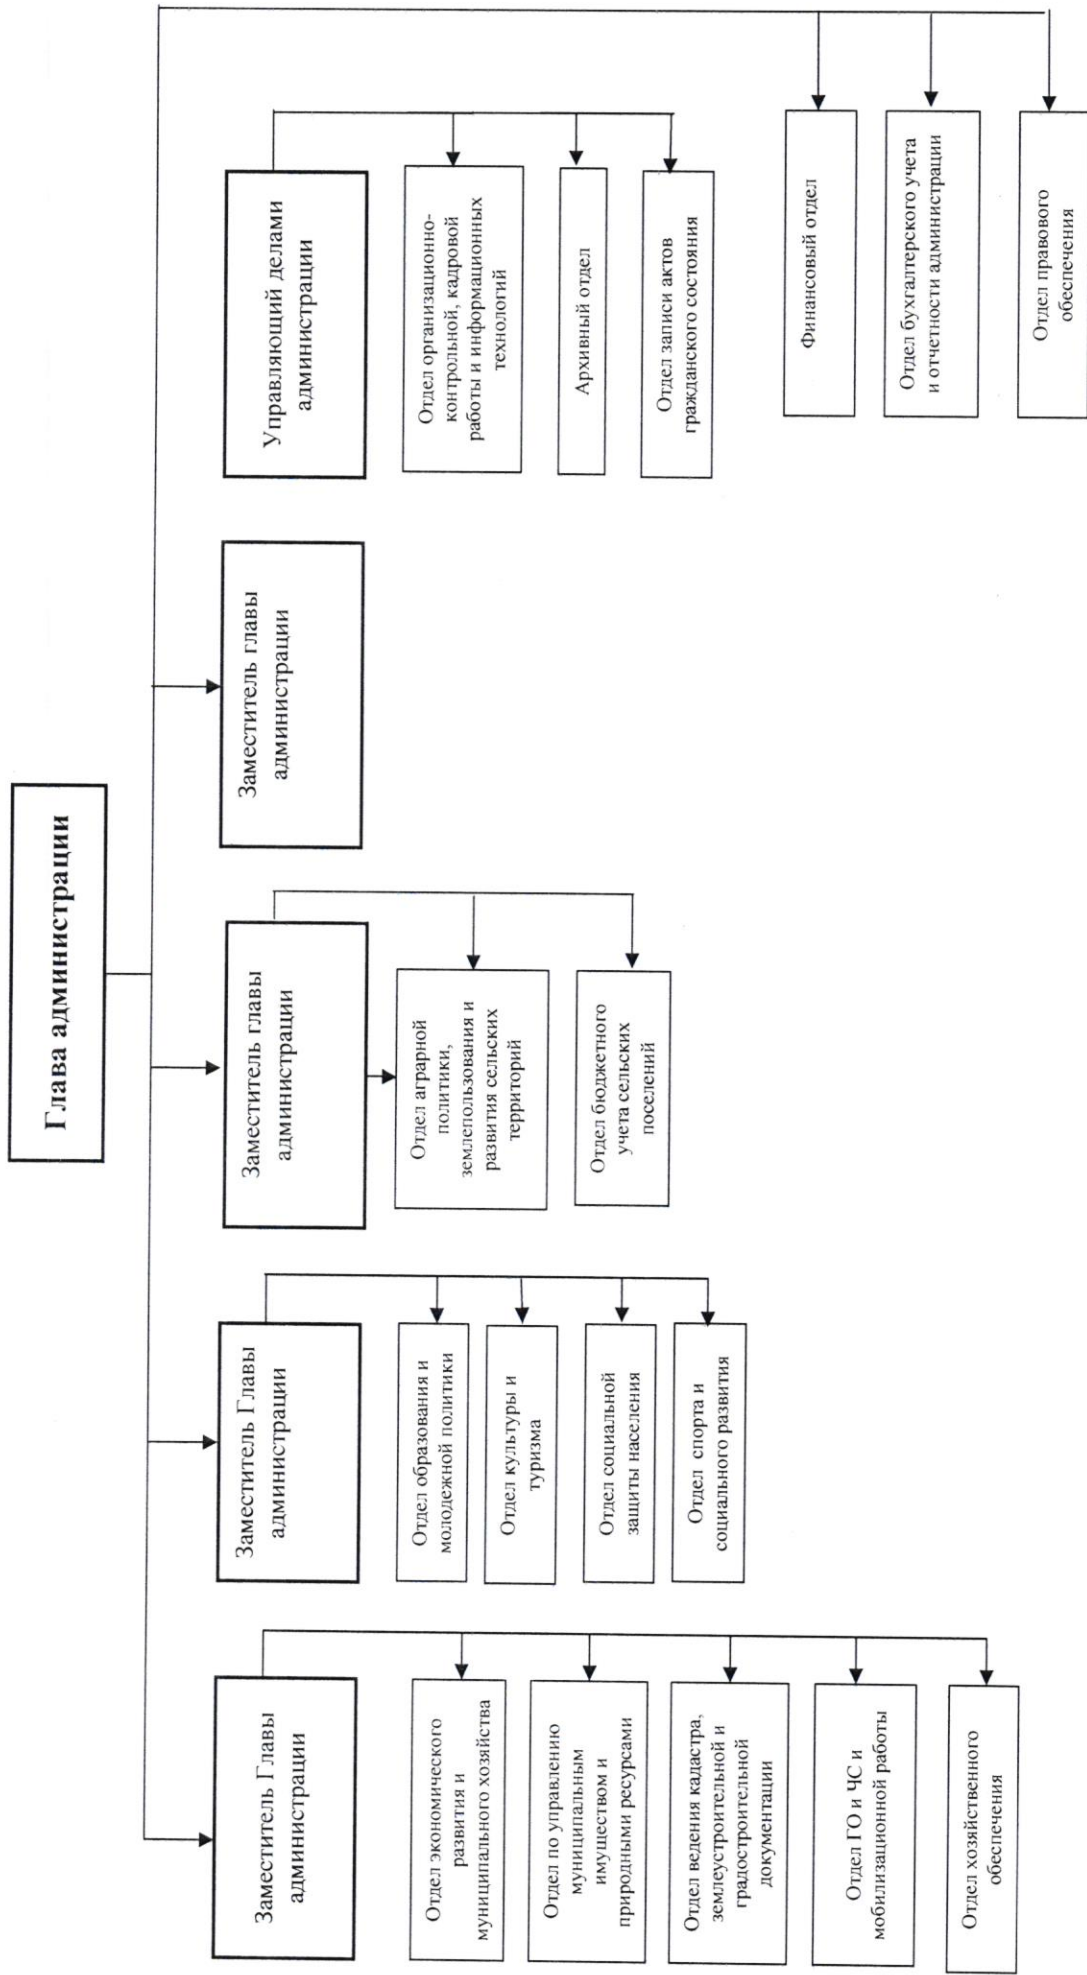 Глава администрации
Заместитель Главы
администрации
Отдел экономического
развития и
муниципального хозяйства
Отдел по управлению
муниципальным
имуществом и
природными ресурсами
Отдел ведения кадастра,
землеустроительной и
градостроительной
документации
Отдел ГО и ЧС и
мобилизационной работы
Отдел хозяйственного
обеспечения
Заместитель Главы
администрации
Отдел образования и
молодежной политики
Отдел культуры и
туризма
Отдел социальной
защиты населения
Отдел спорта и
социального развития
Заместитель главы
администрации
Отдел аграрной
политики,
землепользования и
развития сельских
территорий
Отдел бюджетного
учета сельских
поселений
Заместитель главы
администрации
Управляющий делами
администрации
Отдел организационно-
контрольной, кадровой
работы и информационных
технологий
Архивный отдел
Отдел записи актов
гражданского состояния
Финансовый отдел
Отдел бухгалтерского учета
и отчетности администрации
Отдел правового
обеспечения